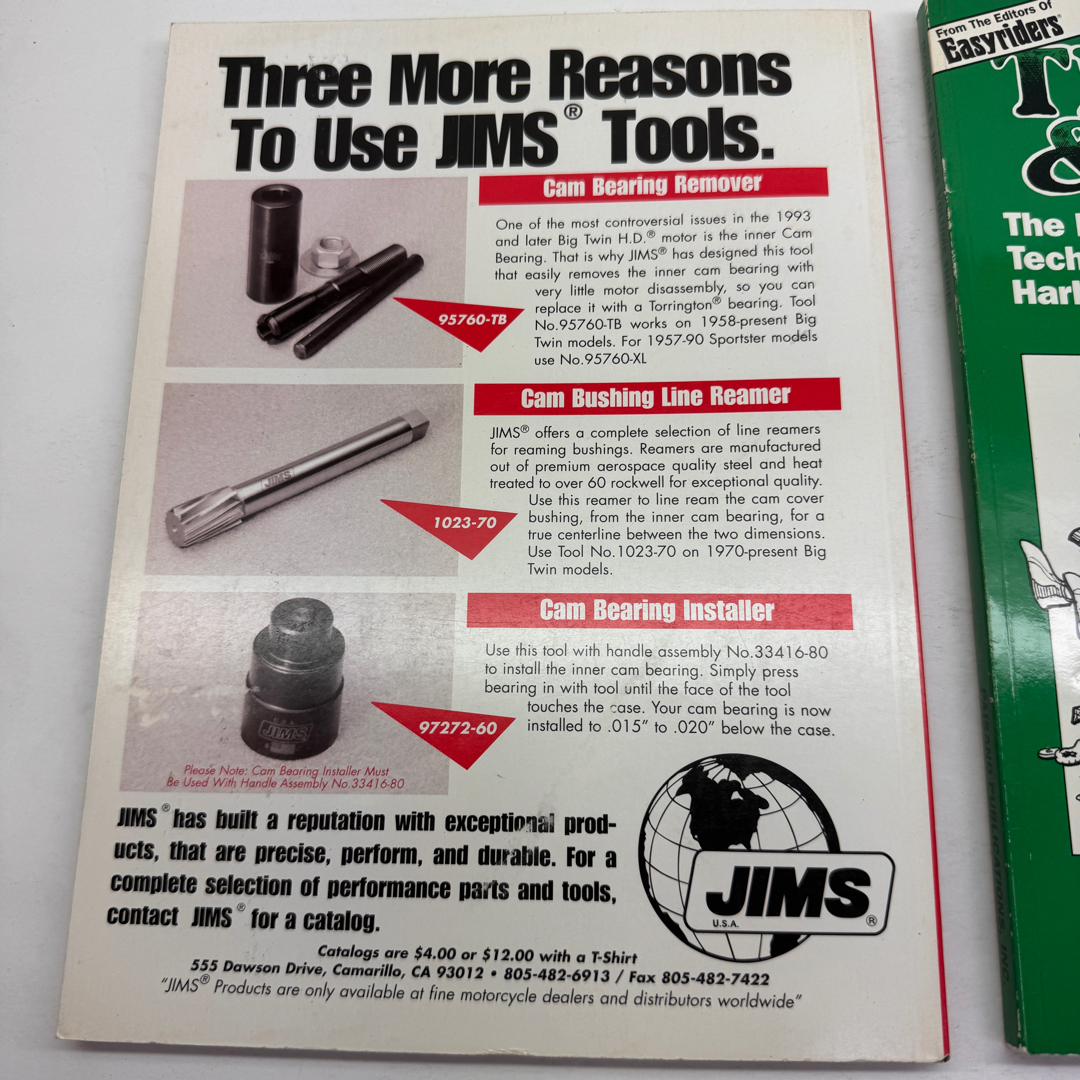 Three More Reasons
To Use JIMS® Tools.
Cam Bearing Remover
One of the most controversial issues in the 1993
and later Big Twin H.D.® motor is the inner Cam
Bearing. That is why JIMS® has designed this tool
that easily removes the inner cam bearing with
very little motor disassembly, so you can
replace it with a Torrington® bearing. Tool
No.95760-TB works on 1958-present Big
Twin models. For 1957-90 Sportster models
use No.95760-XL
95760-TB
Cam Bushing Line Reamer
JIMS® offers a complete selection of line reamers
for reaming bushings. Reamers are manufactured
out of premium aerospace quality steel and heat
treated to over 60 rockwell for exceptional quality.
Use this reamer to line ream the cam cover
bushing, from the inner cam bearing, for a
true centerline between the two dimensions.
Use Tool No.1023-70 on 1970-present Big
Twin models.
JIMS
1023-70
Cam Bearing Installer
Use this tool with handle assembly No.33416-80
to install the inner cam bearing. Simply press
bearing in with tool until the face of the tool
touches the case. Your cam bearing is now
installed to .015" to .020" below the case.
JIMS
97272-60
Please Note: Cam Bearing Installer Must
Be Used With Handle Assembly No.33416-80
JIMS® has built a reputation with exceptional prod-
ucts, that are precise, perform, and durable. For a
complete selection of performance parts and tools,
contact JIMS® for a catalog.
JIMS®
U.S.A.
Catalogs are $4.00 or $12.00 with a T-Shirt
555 Dawson Drive, Camarillo, CA 93012 • 805-482-6913 / Fax 805-482-7422
"JIMS® Products are only available at fine motorcycle dealers and distributors worldwide"
From The Editors Of
Easyriders
&
The
Tech
Harl